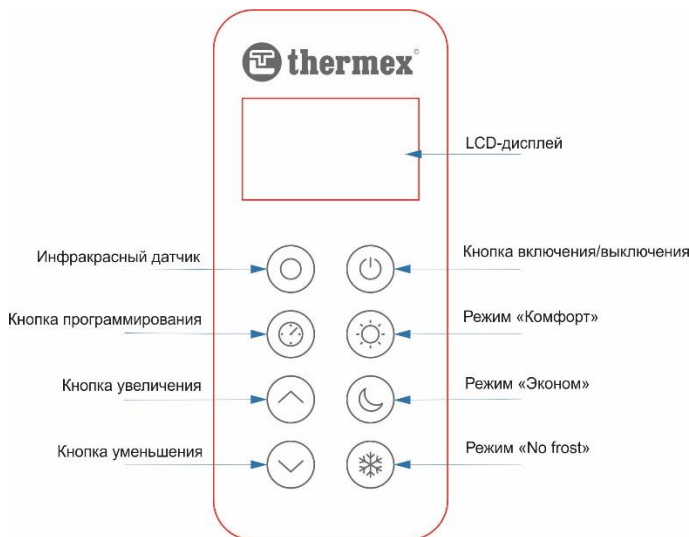 thermex
LCD-дисплей
Инфракрасный датчик
Кнопка включения/выключения
Кнопка программирования
Режим «Комфорт»
Кнопка увеличения
Режим «Эконом»
Кнопка уменьшения
Режим «No frost»